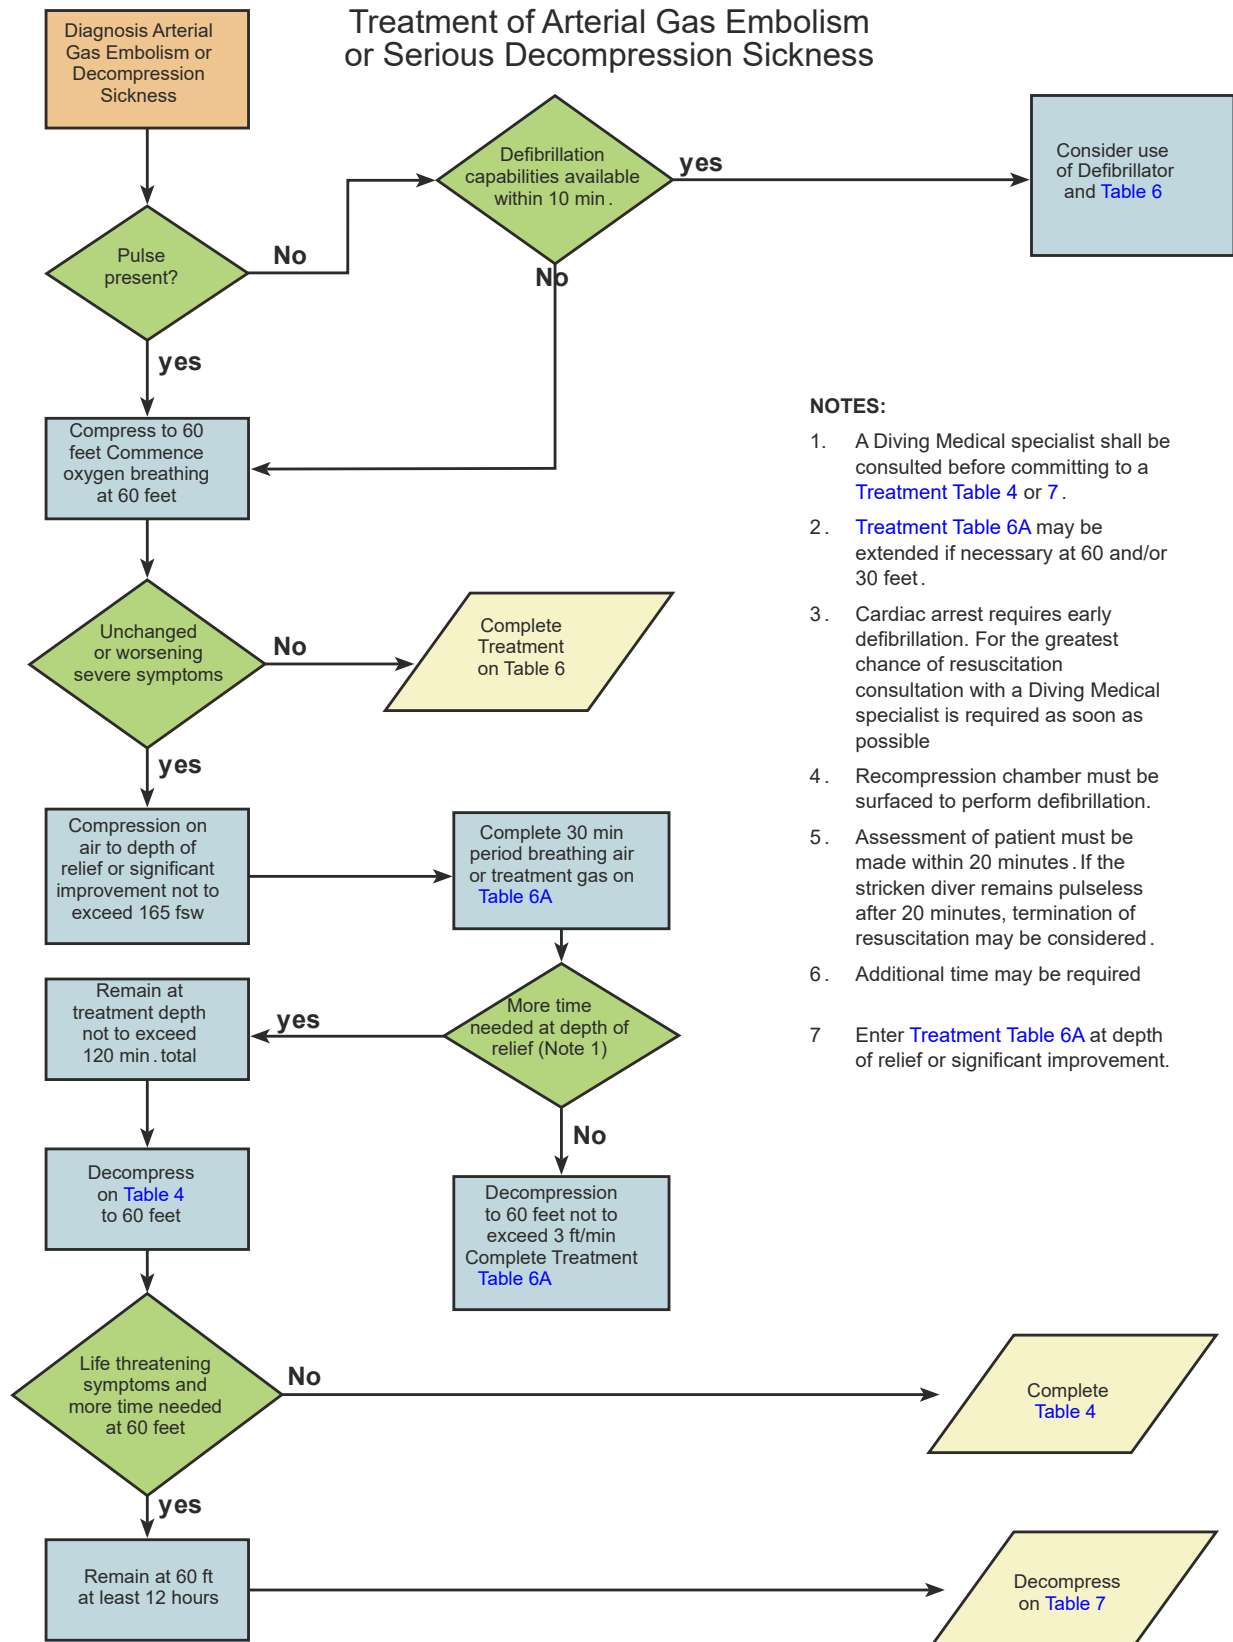 Treatment of Arterial Gas Embolism
or Serious Decompression Sickness
Diagnosis Arterial
Gas Embolism or
Decompression
Sickness
Defibrillation
capabilities available
within 10 min.
yes
Consider use
of Defibrillator
and Table 6
Pulse
present?
No
No
yes
Compress to 60
feet Commence
oxygen breathing
at 60 feet
Unchanged
or worsening
severe symptoms
No
Complete
Treatment
on Table 6
yes
Compression on
air to depth of
relief or significant
improvement not to
exceed 165 fsw
Complete 30 min
period breathing air
or treatment gas on
Table 6A
More time
needed at depth of
relief (Note 1)
yes
Remain at
treatment depth
not to exceed
120 min. total
No
Decompress
on Table 4
to 60 feet
Decompression
to 60 feet not to
exceed 3 ft/min
Complete Treatment
Table 6A
Life threatening
symptoms and
more time needed
at 60 feet
No
Complete
Table 4
yes
Remain at 60 ft
at least 12 hours
Decompress
on Table 7
NOTES:
1. A Diving Medical specialist shall be
consulted before committing to a
Treatment Table 4 or 7.
2. Treatment Table 6A may be
extended if necessary at 60 and/or
30 feet.
3. Cardiac arrest requires early
defibrillation. For the greatest
chance of resuscitation
consultation with a Diving Medical
specialist is required as soon as
possible
4. Recompression chamber must be
surfaced to perform defibrillation.
5. Assessment of patient must be
made within 20 minutes. If the
stricken diver remains pulseless
after 20 minutes, termination of
resuscitation may be considered.
6. Additional time may be required
7 Enter Treatment Table 6A at depth
of relief or significant improvement.